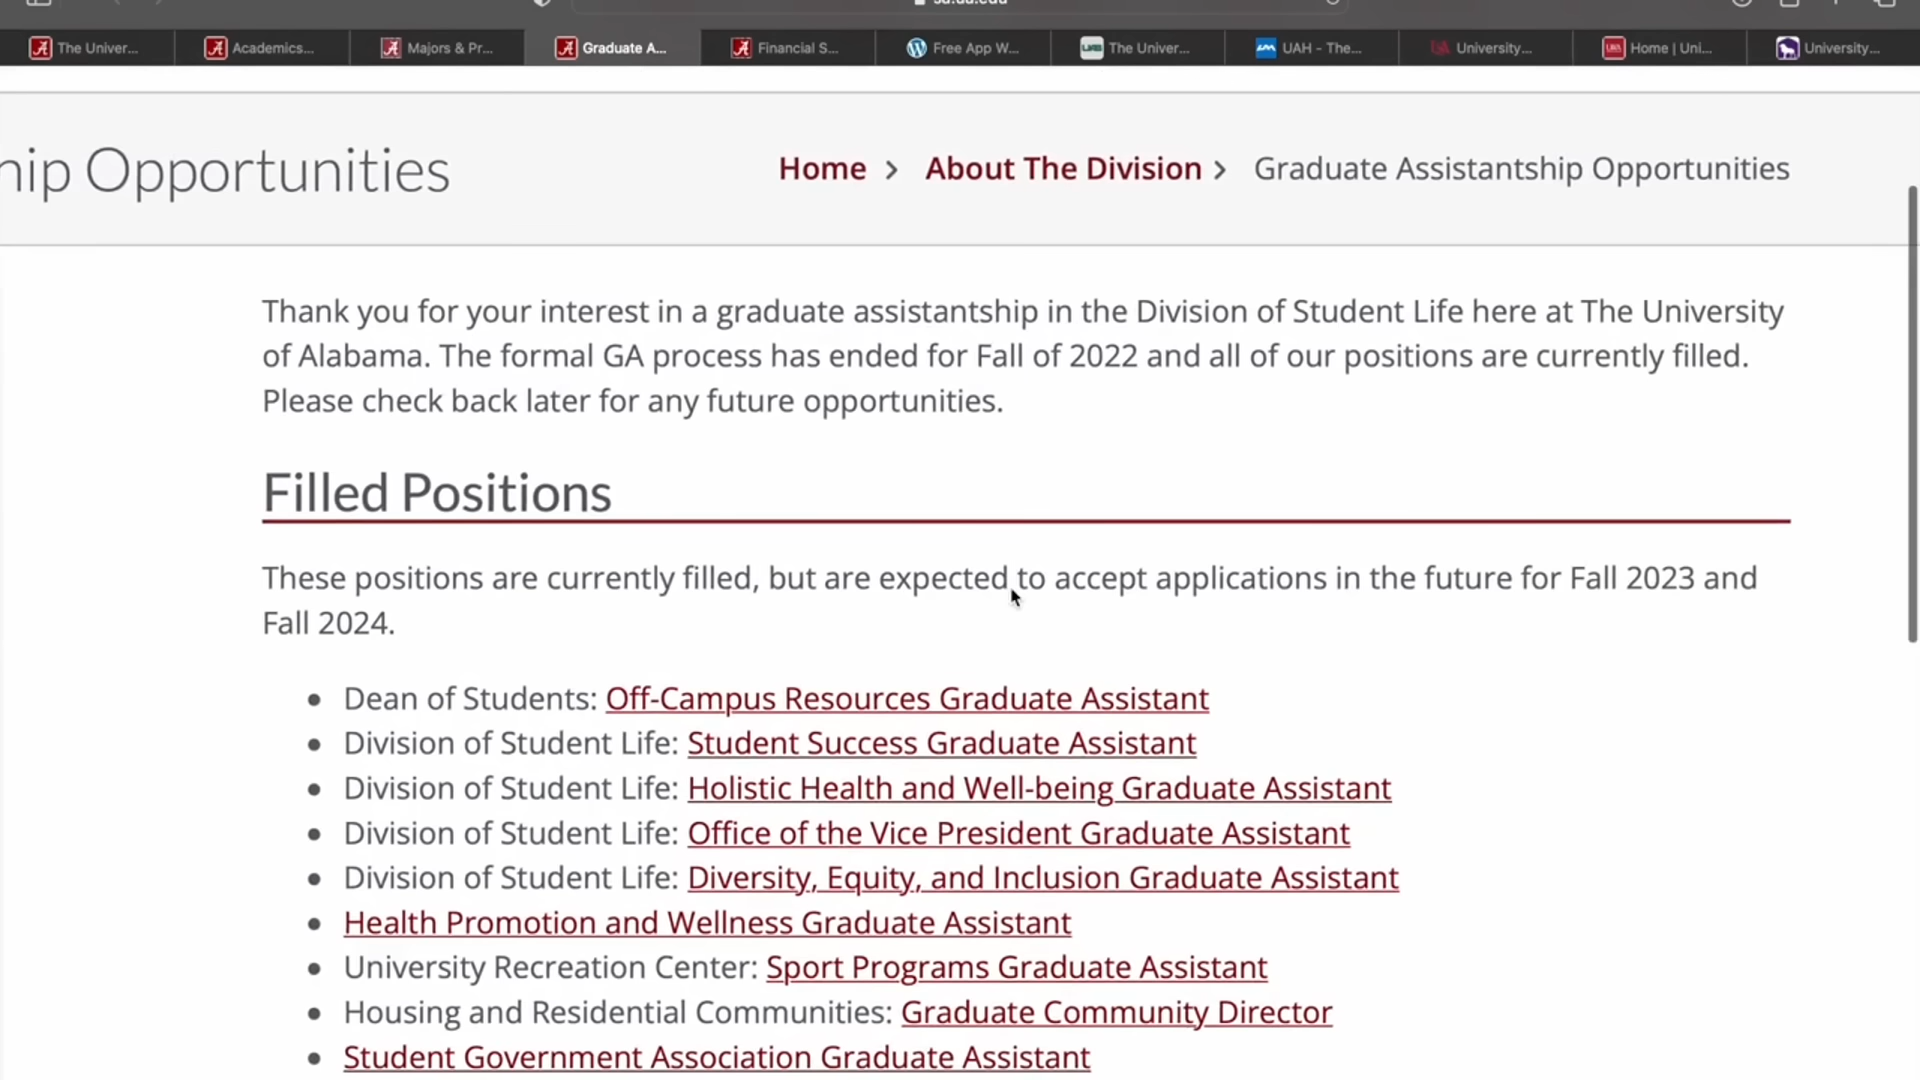 The Univer...
Academics...
Majors & Pr...
Graduate A...
Financial S...
Free App W...
The Univer...
UAH - The...
University...
Home | Uni...
University...
hip Opportunities
Home > About The Division > Graduate Assistantship Opportunities
Thank you for your interest in a graduate assistantship in the Division of Student Life here at The University
of Alabama. The formal GA process has ended for Fall of 2022 and all of our positions are currently filled.
Please check back later for any future opportunities.
Filled Positions
These positions are currently filled, but are expected to accept applications in the future for Fall 2023 and
Fall 2024.
• Dean of Students: Off-Campus Resources Graduate Assistant
• Division of Student Life: Student Success Graduate Assistant
• Division of Student Life: Holistic Health and Well-being Graduate Assistant
• Division of Student Life: Office of the Vice President Graduate Assistant
• Division of Student Life: Diversity, Equity, and Inclusion Graduate Assistant
• Health Promotion and Wellness Graduate Assistant
• University Recreation Center: Sport Programs Graduate Assistant
• Housing and Residential Communities: Graduate Community Director
• Student Government Association Graduate Assistant